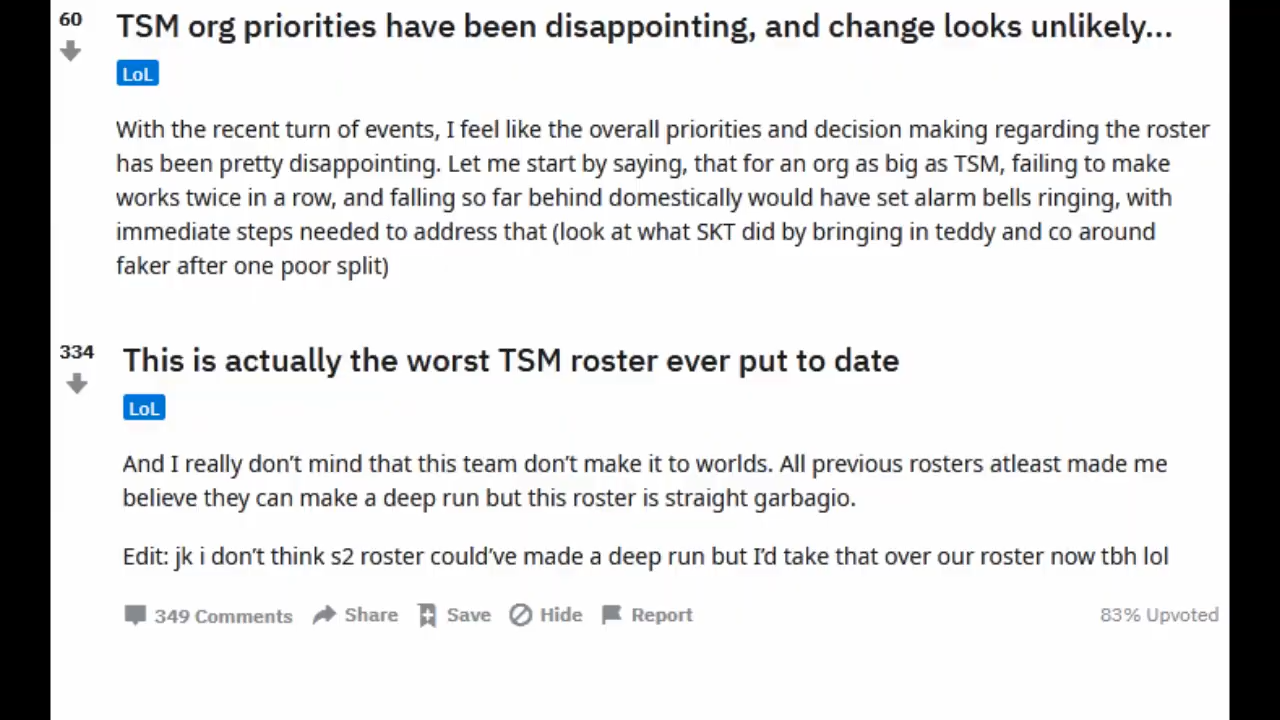 60
TSM org priorities have been disappointing, and change looks unlikely...
LoL
With the recent turn of events, I feel like the overall priorities and decision making regarding the roster
has been pretty disappointing. Let me start by saying, that for an org as big as TSM, failing to make
works twice in a row, and falling so far behind domestically would have set alarm bells ringing, with
immediate steps needed to address that (look at what SKT did by bringing in teddy and co around
faker after one poor split)
334
This is actually the worst TSM roster ever put to date
LoL
And I really don’t mind that this team don’t make it to worlds. All previous rosters atleast made me
believe they can make a deep run but this roster is straight garbagio.
Edit: jk i don’t think s2 roster could’ve made a deep run but I’d take that over our roster now tbh lol
349 Comments Share Save Hide Report 83% Upvoted